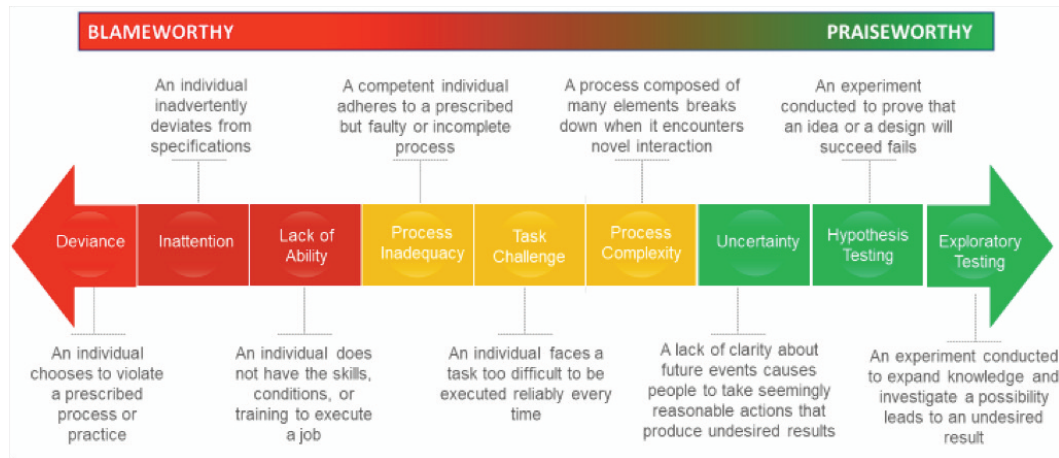 BLAMEWORTHY
PRAISEWORTHY
An individual
inadvertently
deviates from
specifications
A competent individual
adheres to a prescribed
but faulty or incomplete
process
A process composed of
many elements breaks
down when it encounters
novel interaction
An experiment
conducted to prove that
an idea or a design will
succeed fails
Deviance
Inattention
Lack of
Ability
Process
Inadequacy
Task
Challenge
Process
Complexity
Uncertainty
Hypothesis
Testing
Exploratory
Testing
An individual
chooses to violate
a prescribed
process or
practice
An individual does
not have the skills,
conditions, or
training to execute
a job
An individual faces a
task too difficult to be
executed reliably every
time
A lack of clarity about
future events causes
people to take seemingly
reasonable actions that
produce undesired results
An experiment conducted
to expand knowledge and
investigate a possibility
leads to an undesired
result